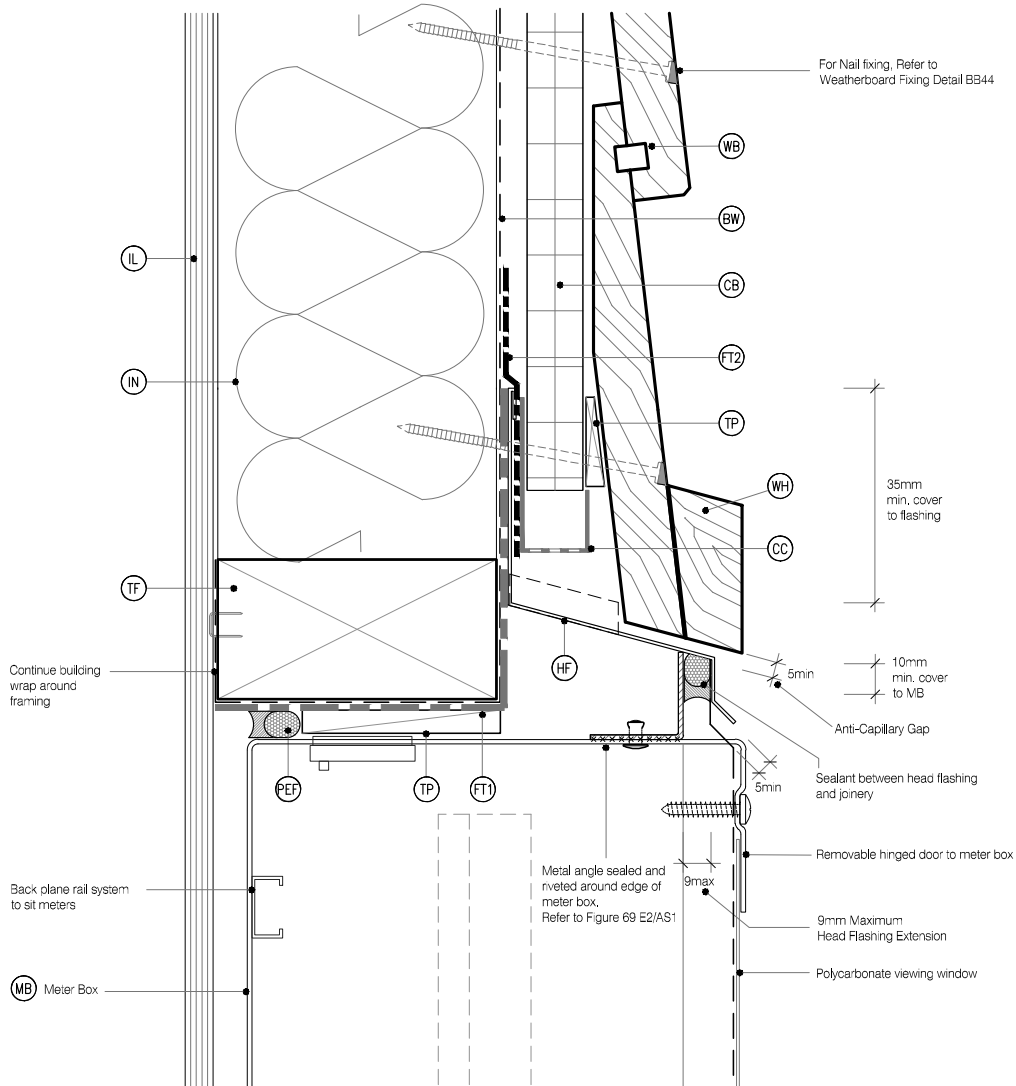 For Nail fixing, Refer to
Weatherboard Fixing Detail BB44
WB
BW
IL
CB
FT2
IN
TP
WH
35mm
min. cover
to flashing
CC
TF
HF
Continue building
wrap around
framing
5min
10mm
min. cover
to MB
Anti-Capillary Gap
PEF
TP
FT1
5min
Sealant between head flashing
and joinery
Removable hinged door to meter box
Metal angle sealed and
riveted around edge of
meter box.
Refer to Figure 69 E2/AS1
9max
Back plane rail system
to sit meters
9mm Maximum
Head Flashing Extension
Polycarbonate viewing window
MB Meter Box